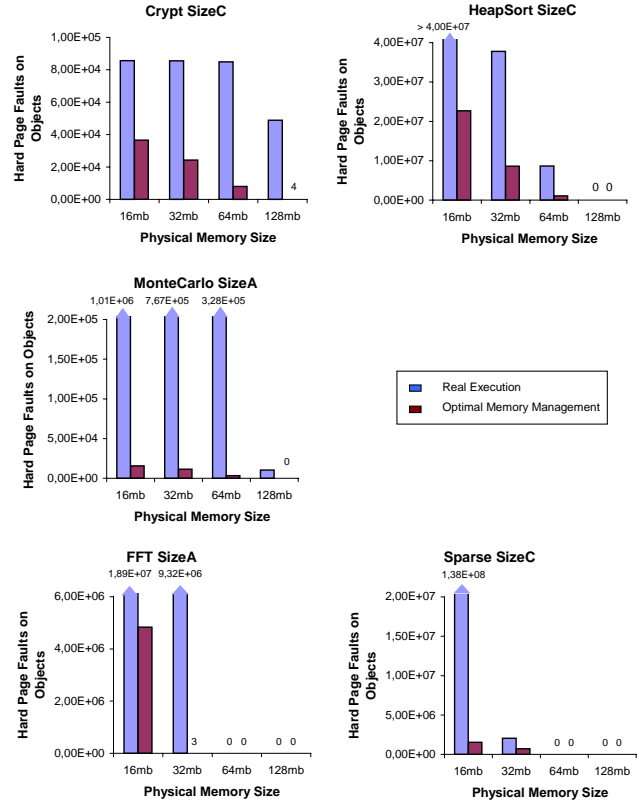 Crypt SizeC
Hard Page Faults on
Objects
1,00E+05
8,00E+04
6,00E+04
4,00E+04
2,00E+04
0,00E+00
4
16mb 32mb 64mb 128mb
Physical Memory Size
HeapSort SizeC
> 4,00E+07
Hard Page Faults on
Objects
4,00E+07
3,00E+07
2,00E+07
1,00E+07
0,00E+00
0 0
16mb 32mb 64mb 128mb
Physical Memory Size
MonteCarlo SizeA
1,01E+06 7,67E+05 3,28E+05
Hard Page Faults on Objects
2,00E+05
1,50E+05
1,00E+05
5,00E+04
0,00E+00
0
16mb 32mb 64mb 128mb
Physical Memory Size
Real Execution
Optimal Memory Management
FFT SizeA
1,89E+07 9,32E+06
Hard Page Faults on
Objects
6,00E+06
4,00E+06
2,00E+06
0,00E+00
3 0 0 0 0
16mb 32mb 64mb 128mb
Physical Memory Size
Sparse SizeC
1,38E+08
Hard Page Faults on
Objects
2,00E+07
1,50E+07
1,00E+07
5,00E+06
0,00E+00
0 0 0 0
16mb 32mb 64mb 128mb
Physical Memory Size